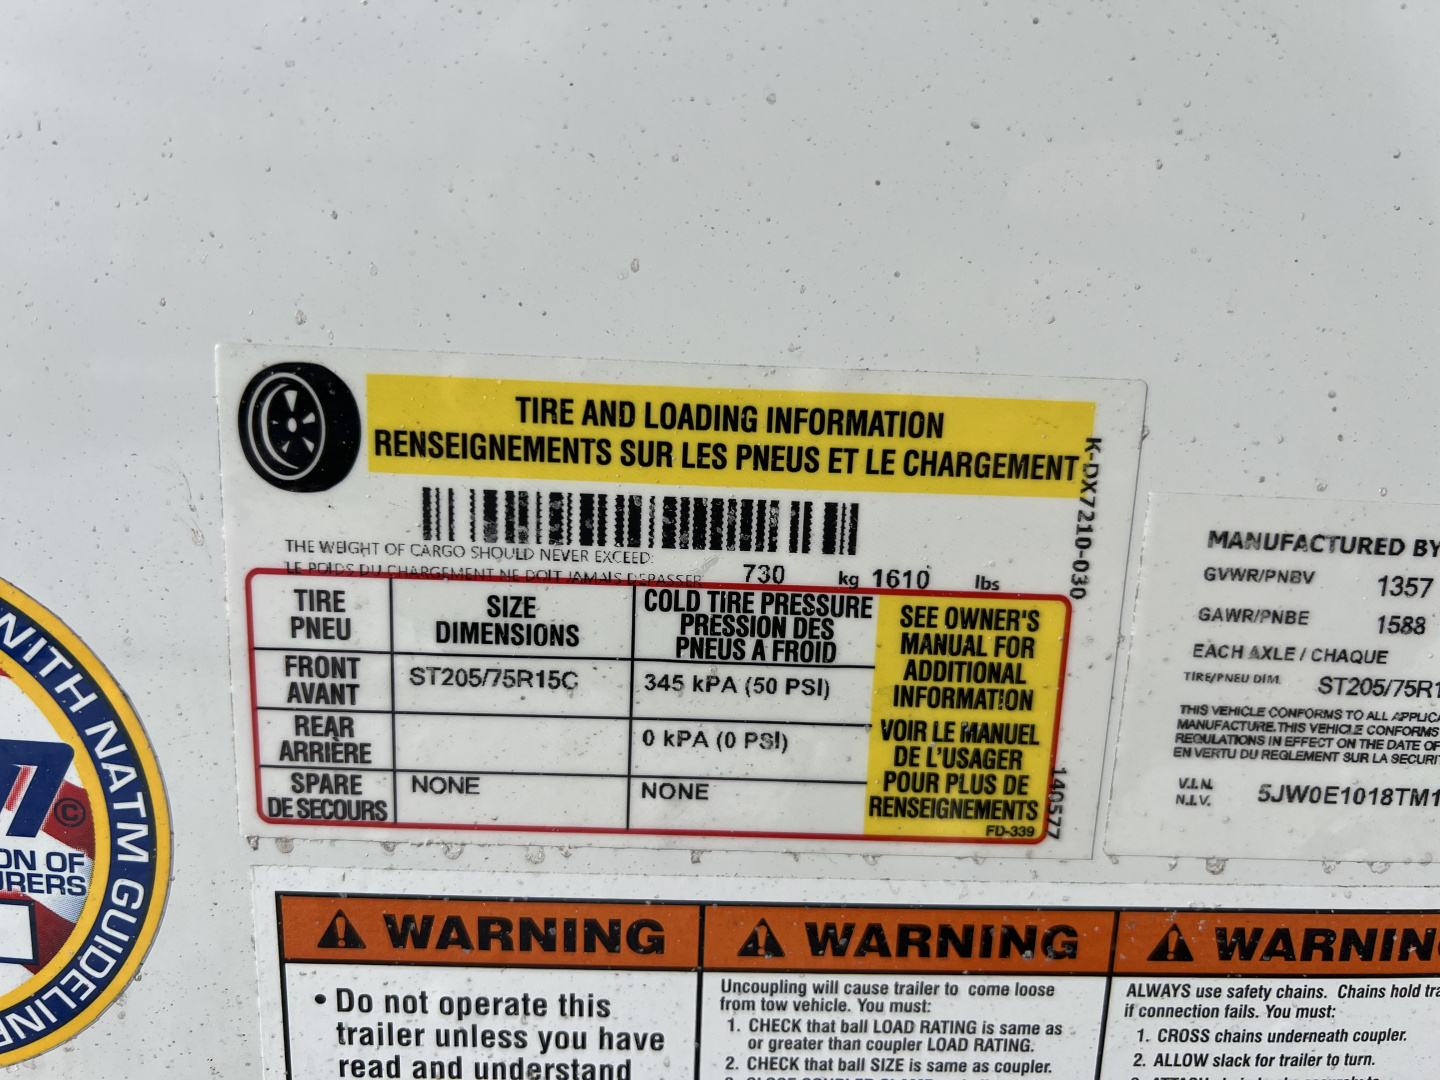 TIRE AND LOADING INFORMATION
RENSEIGNEMENTS SUR LES PNEUS ET LE CHARGEMENT
K-DX7210-030
THE WEIGHT OF CARGO SHOULD NEVER EXCEED:
LE POIDS DU CHARGEMENT NE DOIT JAMAIS DEPASSER 730 kg 1610 lbs
TIRE
PNEU
SIZE
DIMENSIONS
COLD TIRE PRESSURE
PRESSION DES
PNEUS A FROID
FRONT
AVANT
ST205/75R15C
345 kPA (50 PSI)
REAR
ARRIÈRE
0 kPA (0 PSI)
SPARE
DE SECOURS
NONE
NONE
SEE OWNER'S
MANUAL FOR
ADDITIONAL
INFORMATION
VOIR LE MANUEL
DE L'USAGER
POUR PLUS DE
RENSEIGNEMENTS
FD-339
140577
MANUFACTURED BY
GVWR/PNBV 1357
GAWR/PNBE 1588
EACH AXLE / CHAQUE
TIRE/PNEU DIM. ST205/75R1
THIS VEHICLE CONFORMS TO ALL APPLICA
MANUFACTURE. THIS VEHICLE CONFORMS
REGULATIONS IN EFFECT ON THE DATE OF
EN VERTU DU REGLEMENT SUR LA SECURIT
V.I.N.
N.I.V.
5JW0E1018TM1
WITH NATM GUIDELINE
©
ON OF
URERS
WARNING
• Do not operate this
trailer unless you have
read and understand
WARNING
Uncoupling will cause trailer to come loose
from tow vehicle. You must:
1. CHECK that ball LOAD RATING is same as
or greater than coupler LOAD RATING.
2. CHECK that ball SIZE is same as coupler.
WARNIN
ALWAYS use safety chains. Chains hold tra
if connection fails. You must:
1. CROSS chains underneath coupler.
2. ALLOW slack for trailer to turn.